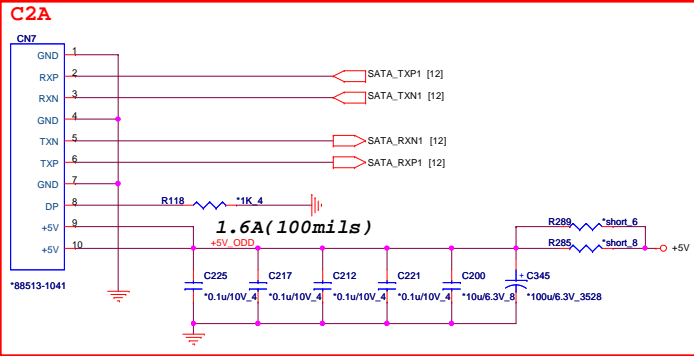 C2A
CN7
GND 1
RXP 2 SATA_TXP1 [12]
RXN 3 SATA_TXN1 [12]
GND 4
TXN 5 SATA_RXN1 [12]
TXP 6 SATA_RXP1 [12]
GND 7
DP 8 R118 *1K_4
+5V 9 1.6A(100mils) R289 *short_6
+5V 10 +5V_ODD R285 *short_8 +5V
C225 C217 C212 C221 C200 + C345
*88513-1041 *0.1u/10V_4 *0.1u/10V_4 *0.1u/10V_4 *0.1u/10V_4 *10u/6.3V_8 *100u/6.3V_3528